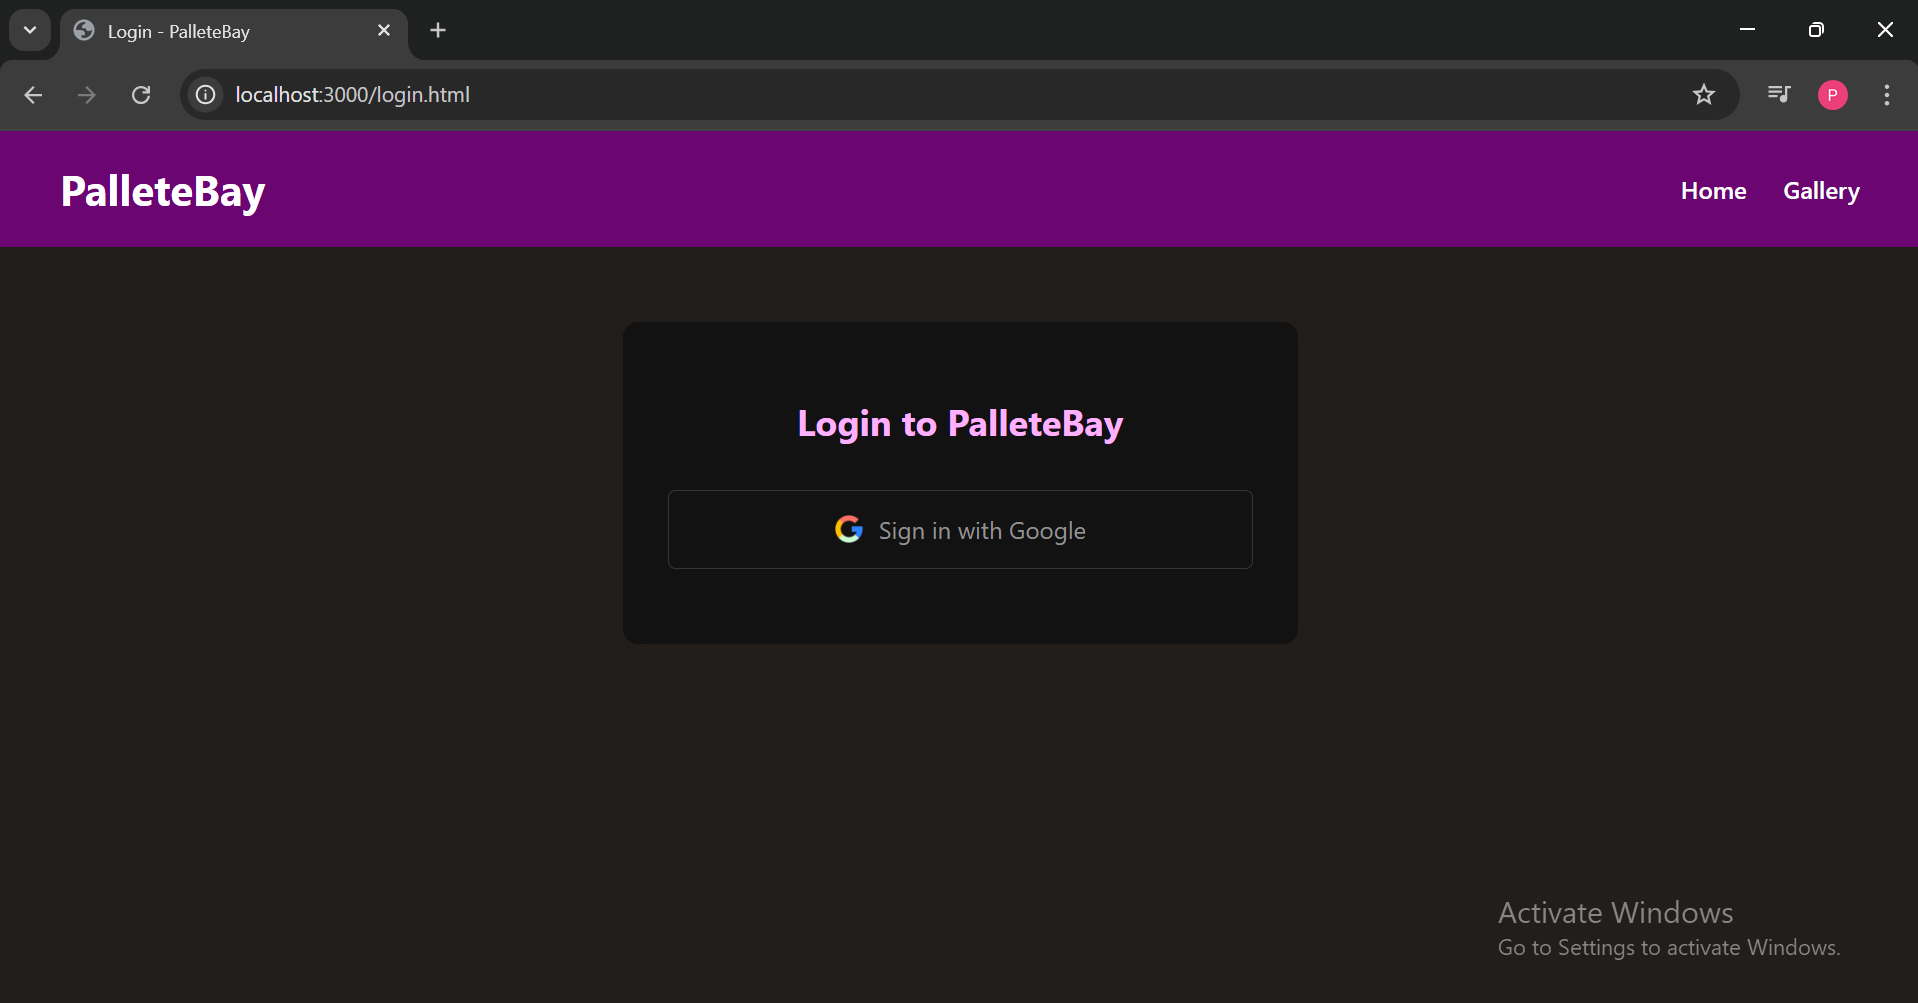 Login - PalleteBay
localhost:3000/login.html
P
PalleteBay
Home Gallery
Login to PalleteBay
Sign in with Google
Activate Windows
Go to Settings to activate Windows.